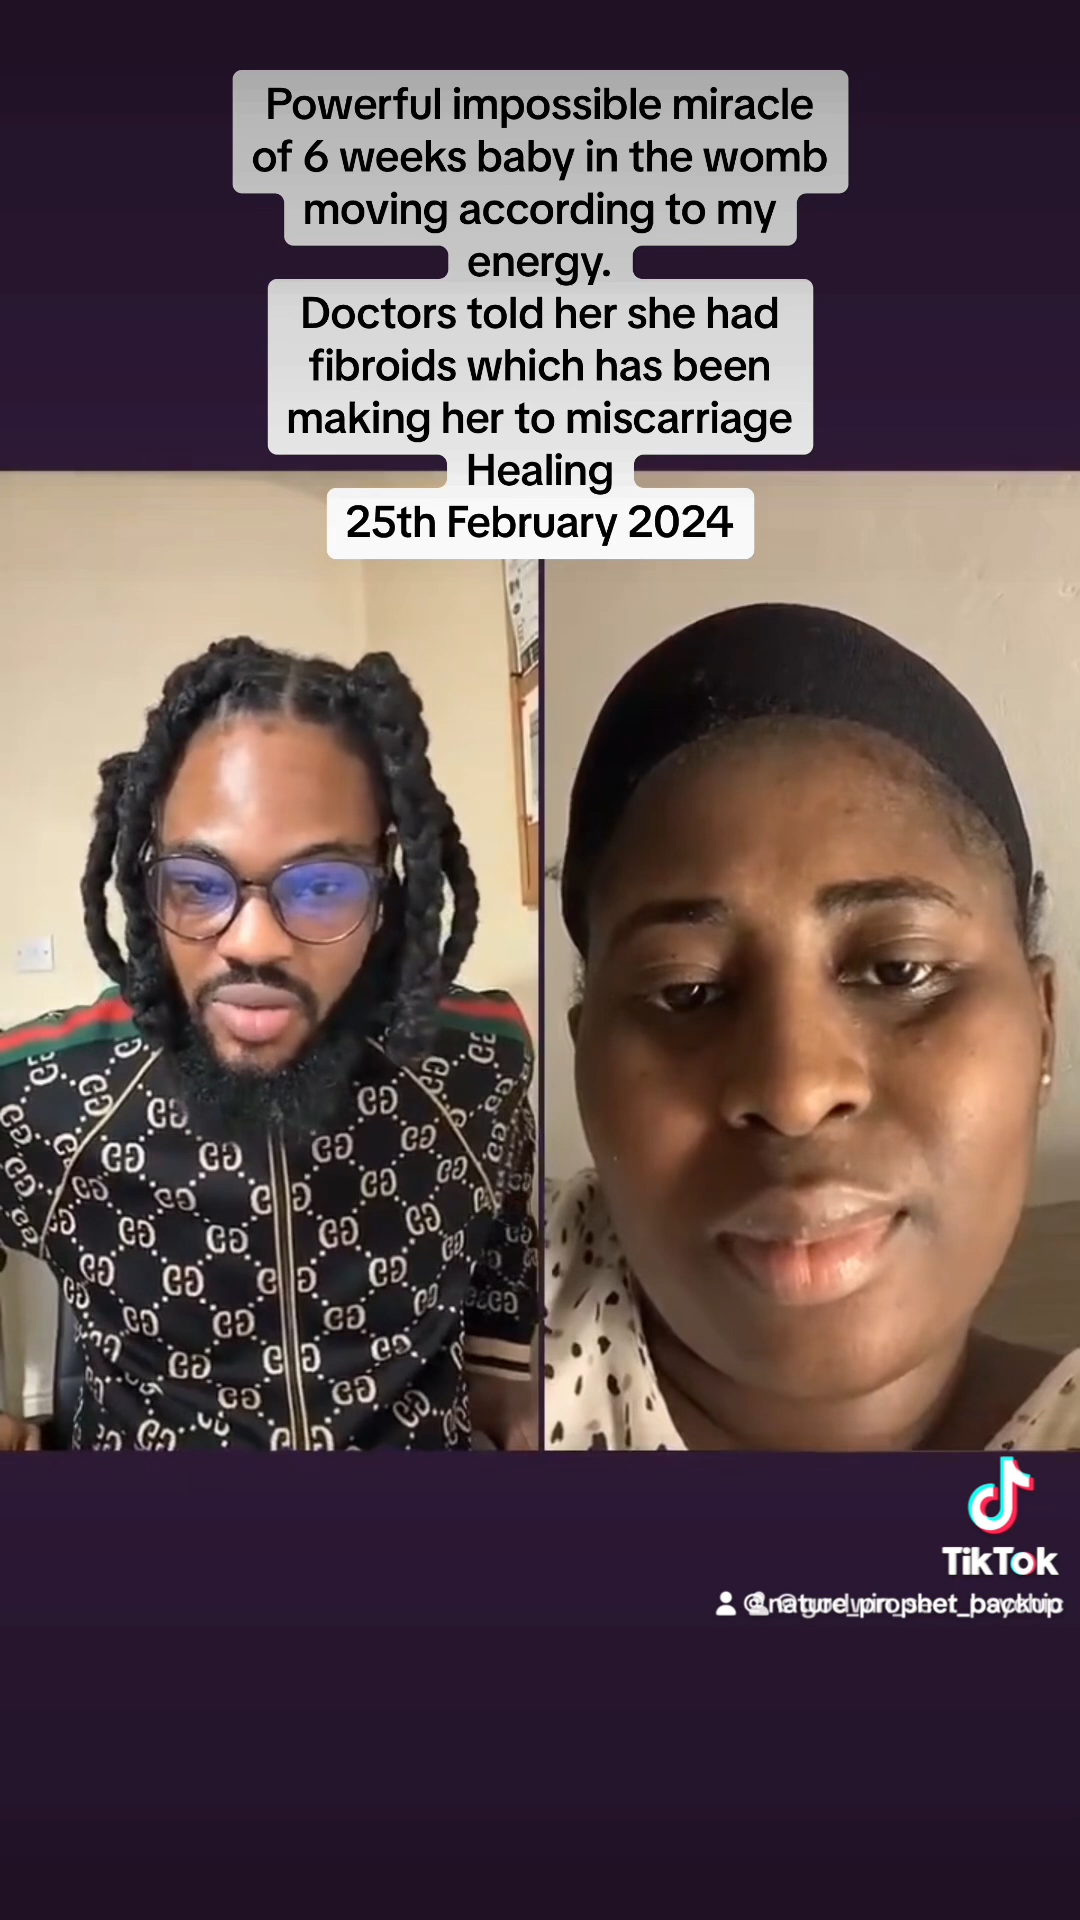 Powerful impossible miracle
of 6 weeks baby in the womb
moving according to my
energy.
Doctors told her she had
fibroids which has been
making her to miscarriage
Healing
25th February 2024
TikTok